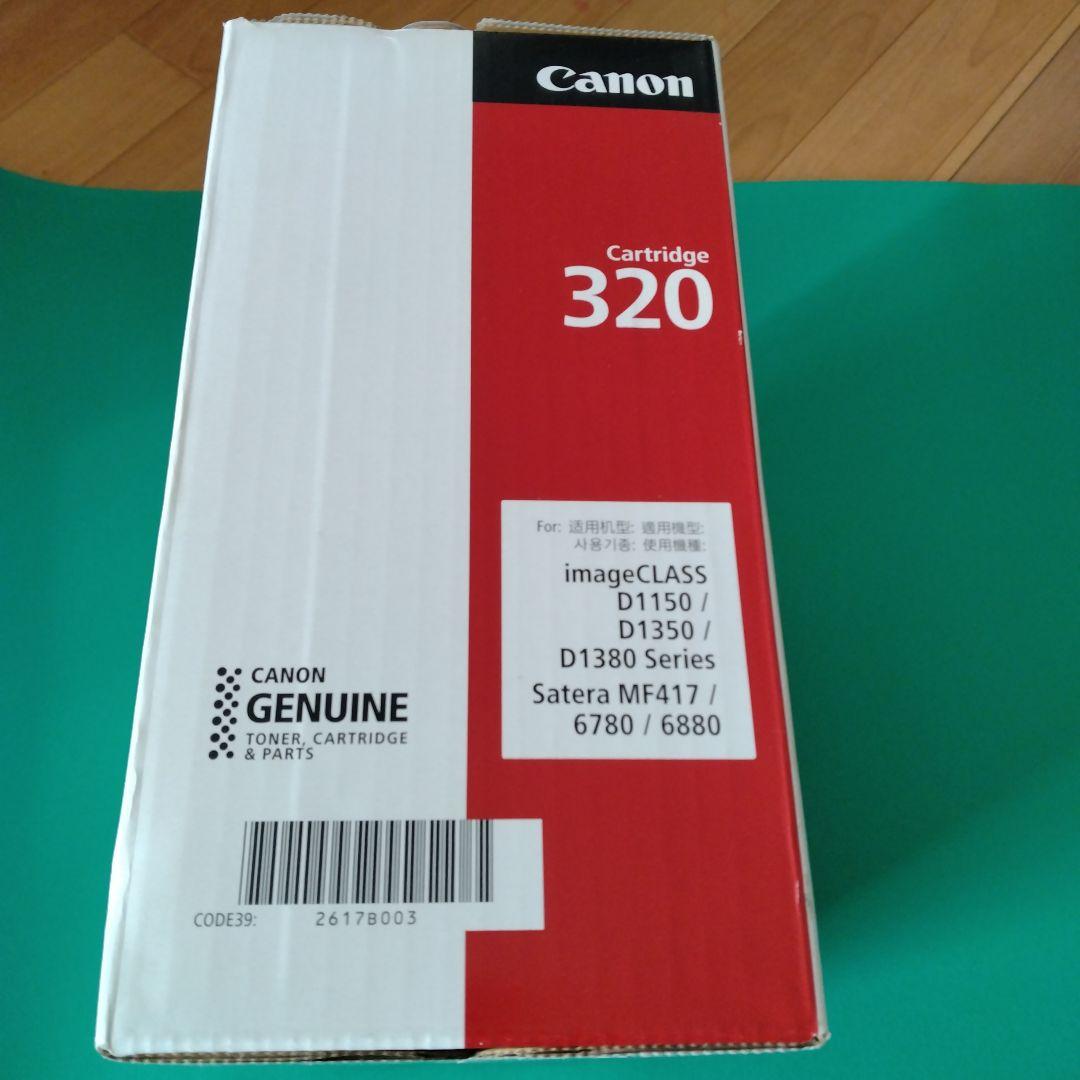 Canon
Cartridge
320
For: 适用机型: 適用機型:
사용기종: 使用機種:
imageCLASS
D1150 /
D1350 /
D1380 Series
Satera MF417 /
6780 / 6880
CANON
GENUINE
TONER, CARTRIDGE
& PARTS
CODE39: 2617B003